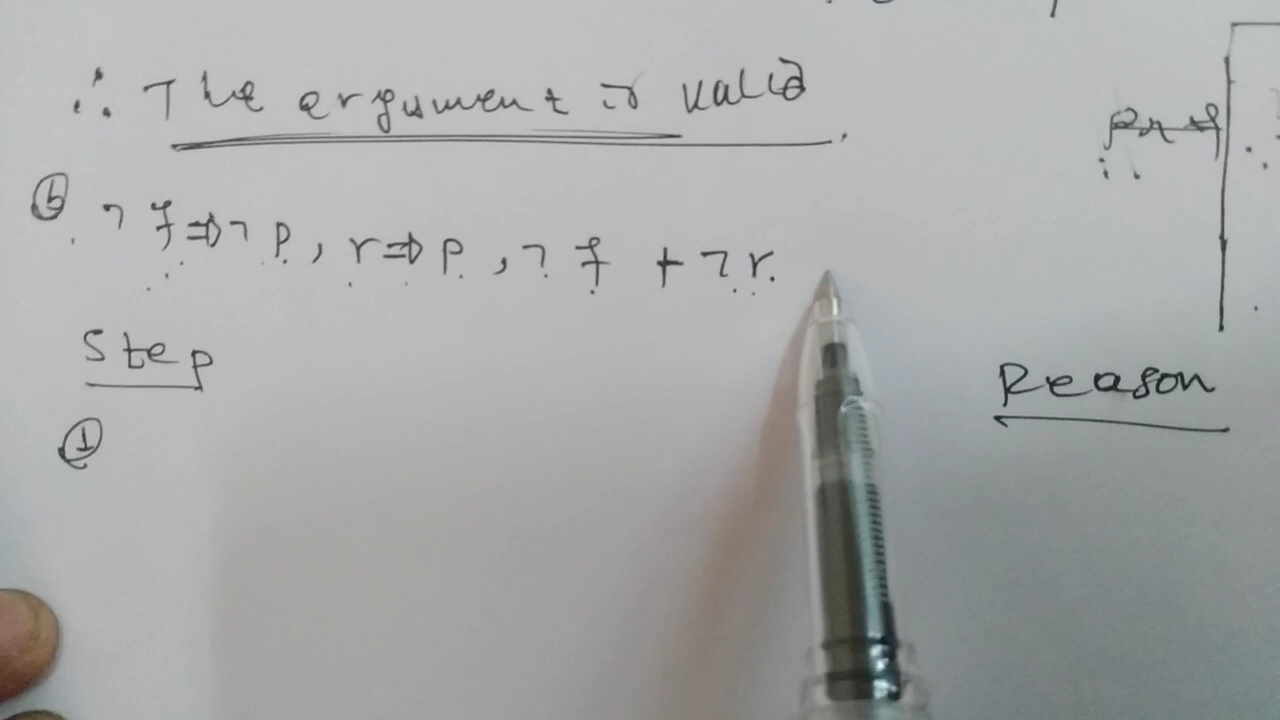 ∴ The argument is valid.
ⓑ. ¬q⇒¬p, r⇒p, ¬q ⊢ ¬r.
Step
Reason
①